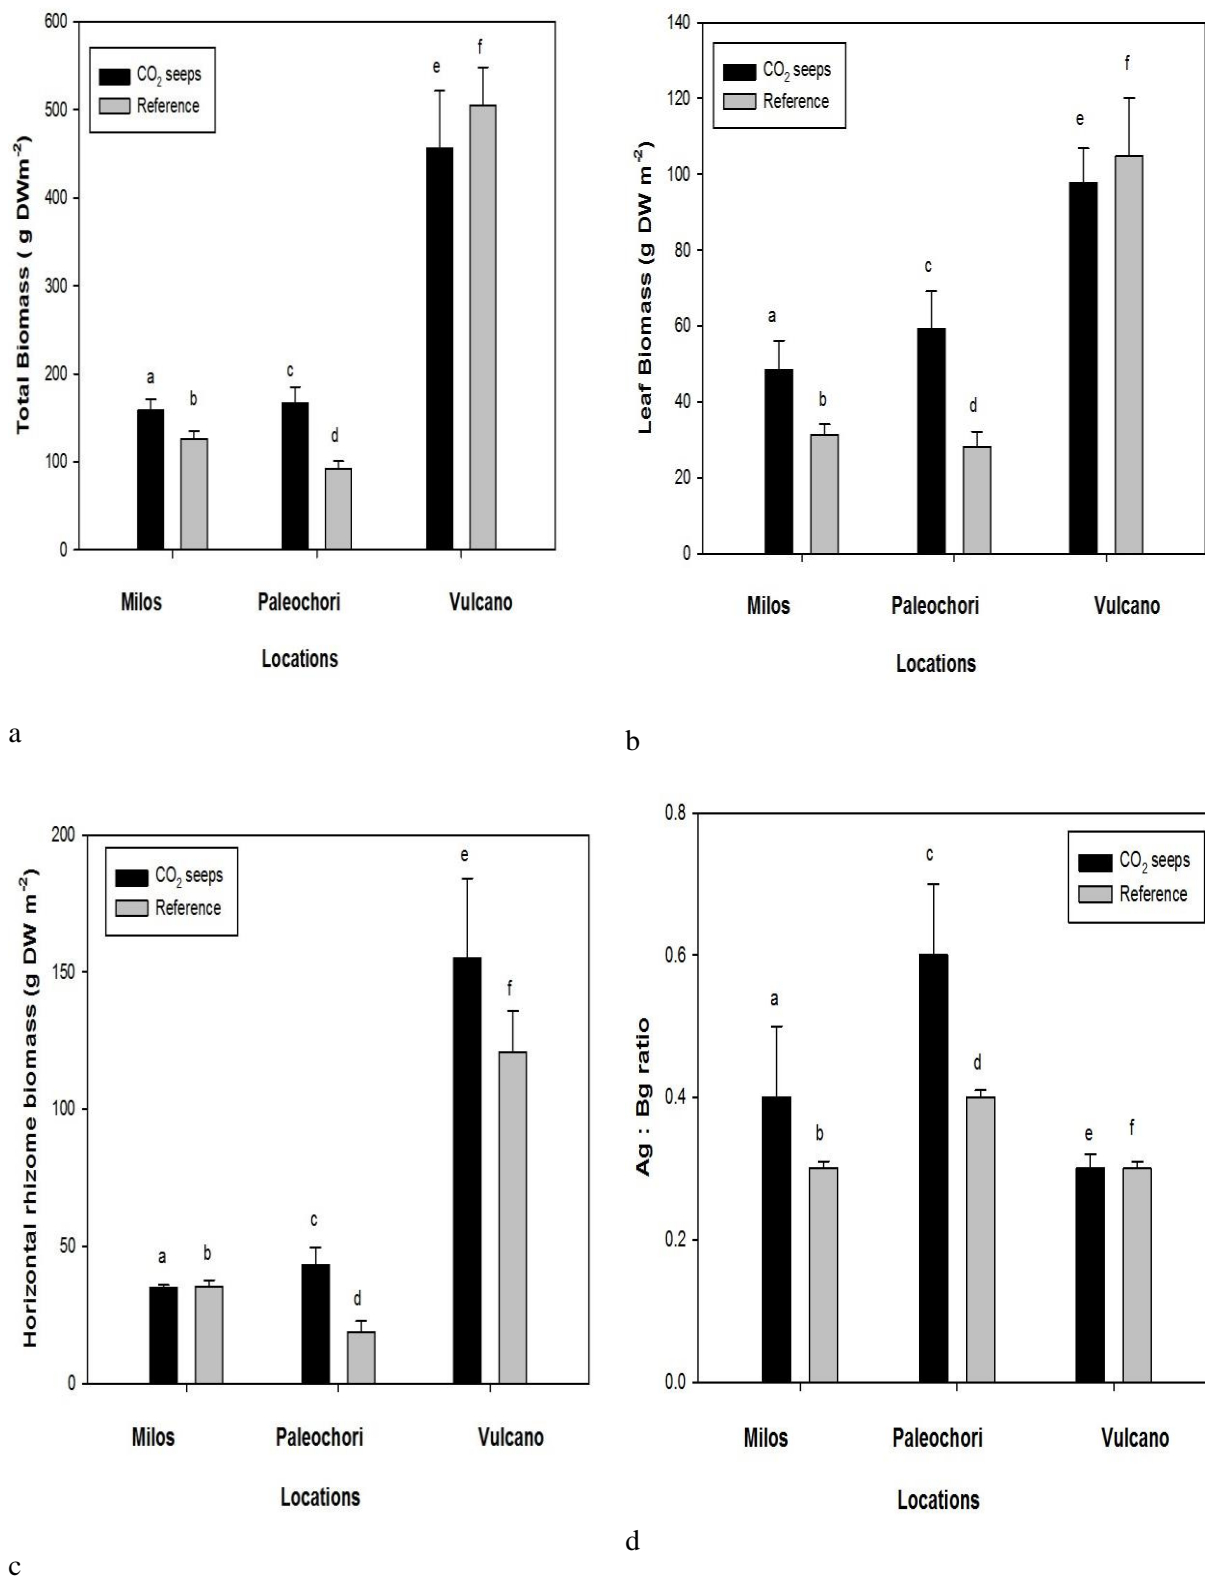 600
500
400
300
200
100
0
Total Biomass ( g DWm-2)
CO2 seeps
Reference
a
b
c
d
e
f
Milos
Paleochori
Vulcano
Locations
a
140
120
100
80
60
40
20
0
Leaf Biomass (g DW m-2)
CO2 seeps
Reference
a
b
c
d
e
f
Milos
Paleochori
Vulcano
Locations
b
200
150
100
50
0
Horizontal rhizome biomass (g DW m-2)
CO2 seeps
Reference
a
b
c
d
e
f
Milos
Paleochori
Vulcano
Locations
c
0.8
0.6
0.4
0.2
0.0
Ag : Bg ratio
CO2 seeps
Reference
a
b
c
d
e
f
Milos
Paleochori
Vulcano
Locations
d